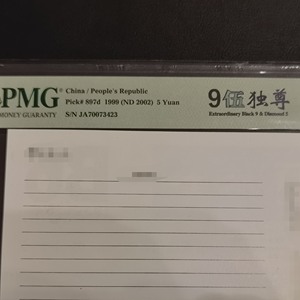 PMG
MONEY GUARANTY
China / People's Republic
Pick# 897d 1999 (ND 2002) 5 Yuan
S/N JA70073423
9伍独尊
Extraordinary Black 9 & Diamond 5